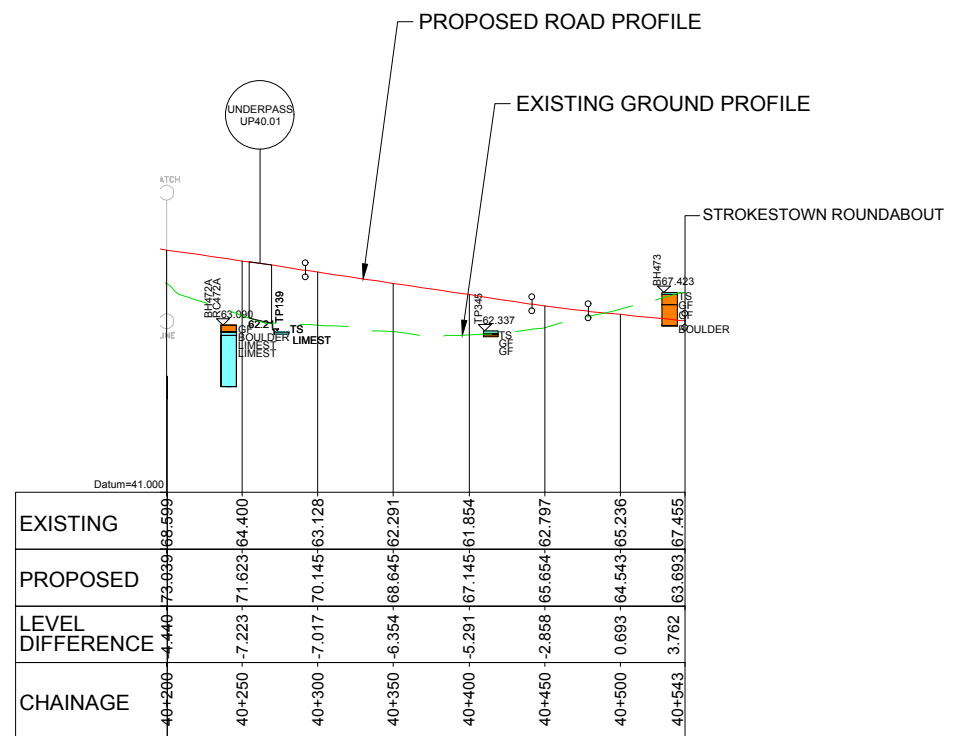 PROPOSED ROAD PROFILE
UNDERPASS
UP40.01
EXISTING GROUND PROFILE
ATCH
STROKESTOWN ROUNDABOUT
BH472A
RC472A
63.090
62.2
TP139
TS
LIMEST
GF
BOULDER
LIMEST
LIMEST
TP345
62.337
TS
GF
GF
BH473
67.423
TS
GF
GF
BOULDER
LINE
Datum=41.000
EXISTING 68.599 64.400 63.128 62.291 61.854 62.797 65.236 67.455
PROPOSED 73.039 71.623 70.145 68.645 67.145 65.654 64.543 63.693
LEVEL
DIFFERENCE -4.440 -7.223 -7.017 -6.354 -5.291 -2.858 0.693 3.762
CHAINAGE 40+200 40+250 40+300 40+350 40+400 40+450 40+500 40+543